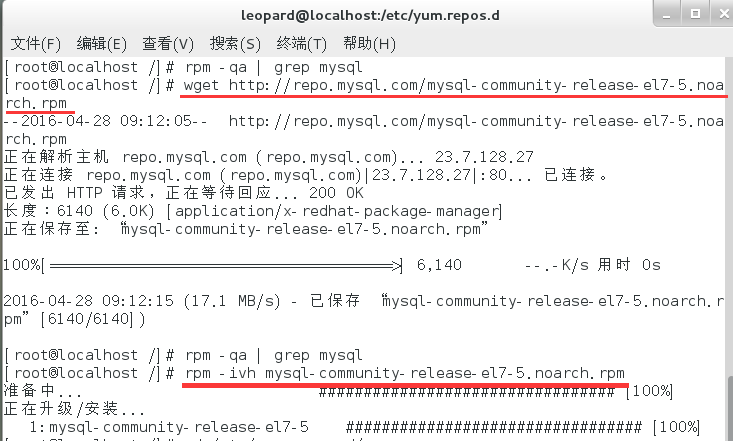 leopard@localhost:/etc/yum.repos.d
文件(F) 编辑(E) 查看(V) 搜索(S) 终端(T) 帮助(H)
[root@localhost /]# rpm -qa | grep mysql
[root@localhost /]# wget http://repo.mysql.com/mysql-community-release-el7-5.noa
rch.rpm
--2016-04-28 09:12:05--  http://repo.mysql.com/mysql-community-release-el7-5.noa
rch.rpm
正在解析主机 repo.mysql.com (repo.mysql.com)... 23.7.128.27
正在连接 repo.mysql.com (repo.mysql.com)|23.7.128.27|:80... 已连接。
已发出 HTTP 请求，正在等待回应... 200 OK
长度：6140 (6.0K) [application/x-redhat-package-manager]
正在保存至: “mysql-community-release-el7-5.noarch.rpm”
100%[======================================>] 6,140       --.-K/s 用时 0s
2016-04-28 09:12:15 (17.1 MB/s) - 已保存 “mysql-community-release-el7-5.noarch.r
pm” [6140/6140])
[root@localhost /]# rpm -qa | grep mysql
[root@localhost /]# rpm -ivh mysql-community-release-el7-5.noarch.rpm
准备中... ################################# [100%]
正在升级/安装...
1:mysql-community-release-el7-5 ################################# [100%]